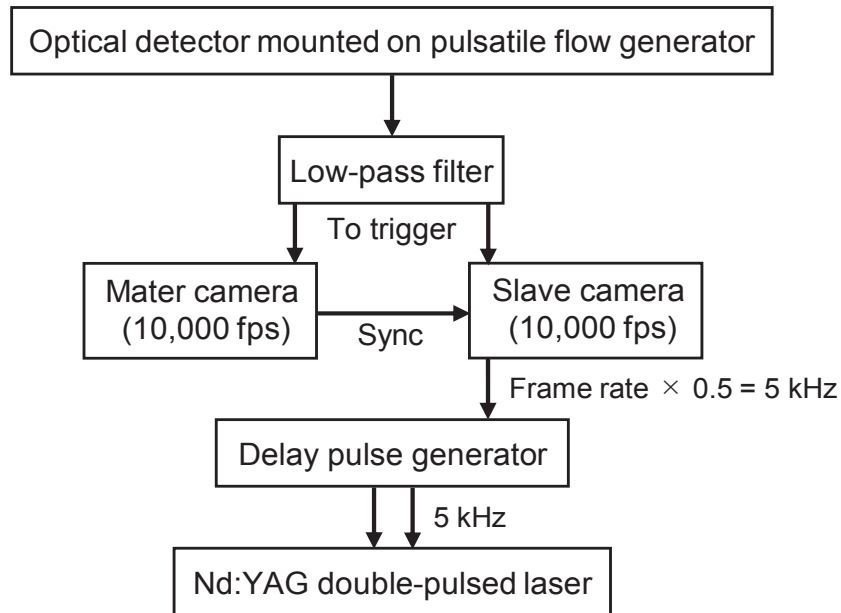 Optical detector mounted on pulsatile flow generator
Low-pass filter
To trigger
Mater camera
(10,000 fps)
Sync
Slave camera
(10,000 fps)
Frame rate × 0.5 = 5 kHz
Delay pulse generator
5 kHz
Nd:YAG double-pulsed laser